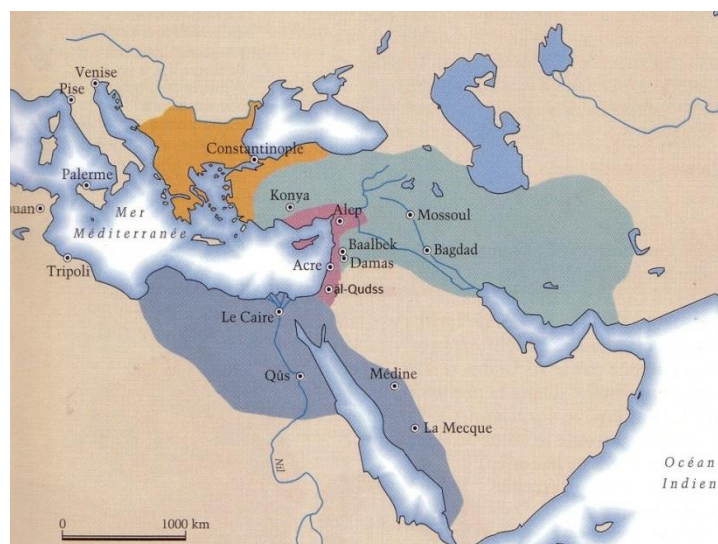 Venise
Pise
Constantinople
Palerme
Konya
Alep
Mossoul
Mer
Méditerranée
Baalbek
Bagdad
Acre
Damas
Tripoli
al-Qudss
Le Caire
Qûs
Médine
La Mecque
Nil
Océan
Indien
0 1000 km